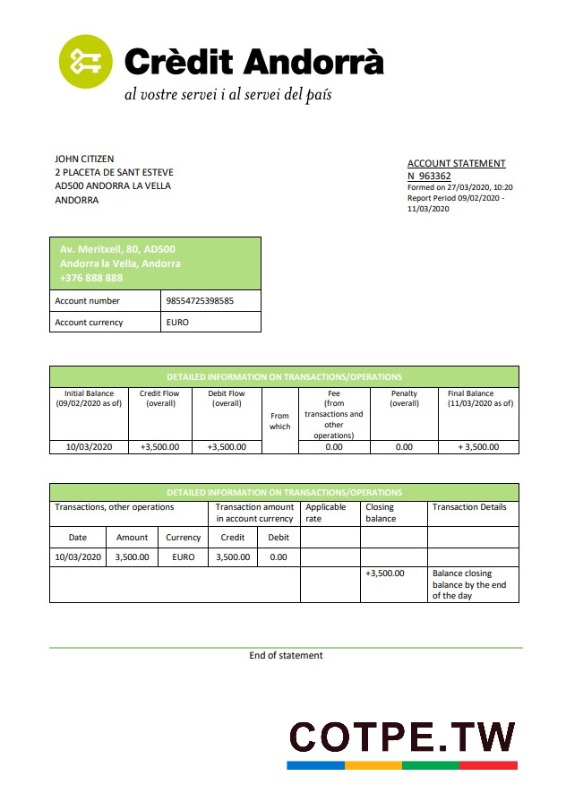 Crèdit Andorrà
al vostre servei i al servei del país
JOHN CITIZEN
2 PLACETA DE SANT ESTEVE
AD500 ANDORRA LA VELLA
ANDORRA
ACCOUNT STATEMENT
N 963362
Formed on 27/03/2020, 10:20
Report Period 09/02/2020 -
11/03/2020
Av. Meritxell, 80, AD500
Andorra la Vella, Andorra
+376 888 888
Account number 98554725398585
Account currency EURO
DETAILED INFORMATION ON TRANSACTIONS/OPERATIONS
Initial Balance
(09/02/2020 as of)
Credit Flow
(overall)
Debit Flow
(overall)
From
which
Fee
(from
transactions and
other
operations)
Penalty
(overall)
Final Balance
(11/03/2020 as of)
10/03/2020 +3,500.00 +3,500.00 0.00 0.00 + 3,500.00
DETAILED INFORMATION ON TRANSACTIONS/OPERATIONS
Transactions, other operations
Transaction amount
in account currency
Applicable
rate
Closing
balance
Transaction Details
Date Amount Currency Credit Debit
10/03/2020 3,500.00 EURO 3,500.00 0.00
+3,500.00
Balance closing
balance by the end
of the day
End of statement
COTPE.TW